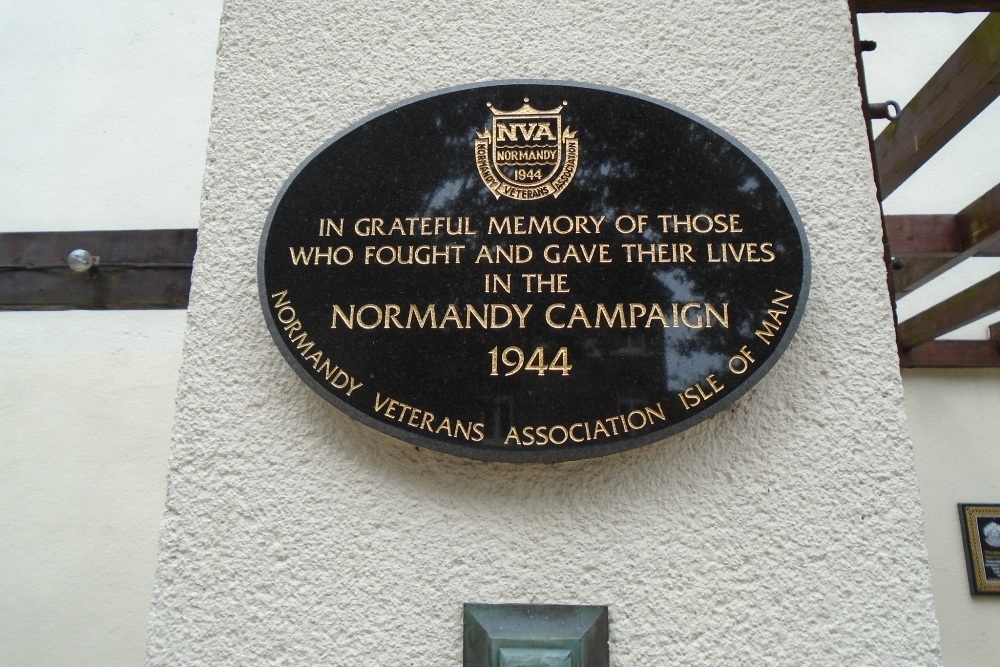 NVA
NORMANDY
1944
NORMANDY VETERANS ASSOCIATION
IN GRATEFUL MEMORY OF THOSE
WHO FOUGHT AND GAVE THEIR LIVES
IN THE
NORMANDY CAMPAIGN
1944
NORMANDY VETERANS ASSOCIATION ISLE OF MAN